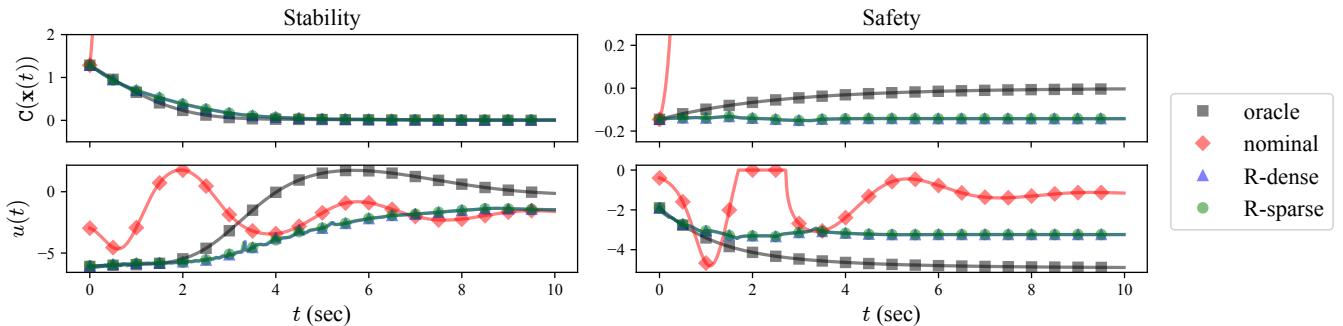 Stability
Safety
C(x(t))
2
1
0
0.2
0.0
−0.2
u(t)
0
−5
0
−2
−4
0 2 4 6 8 10
0 2 4 6 8 10
t (sec)
t (sec)
oracle
nominal
R-dense
R-sparse